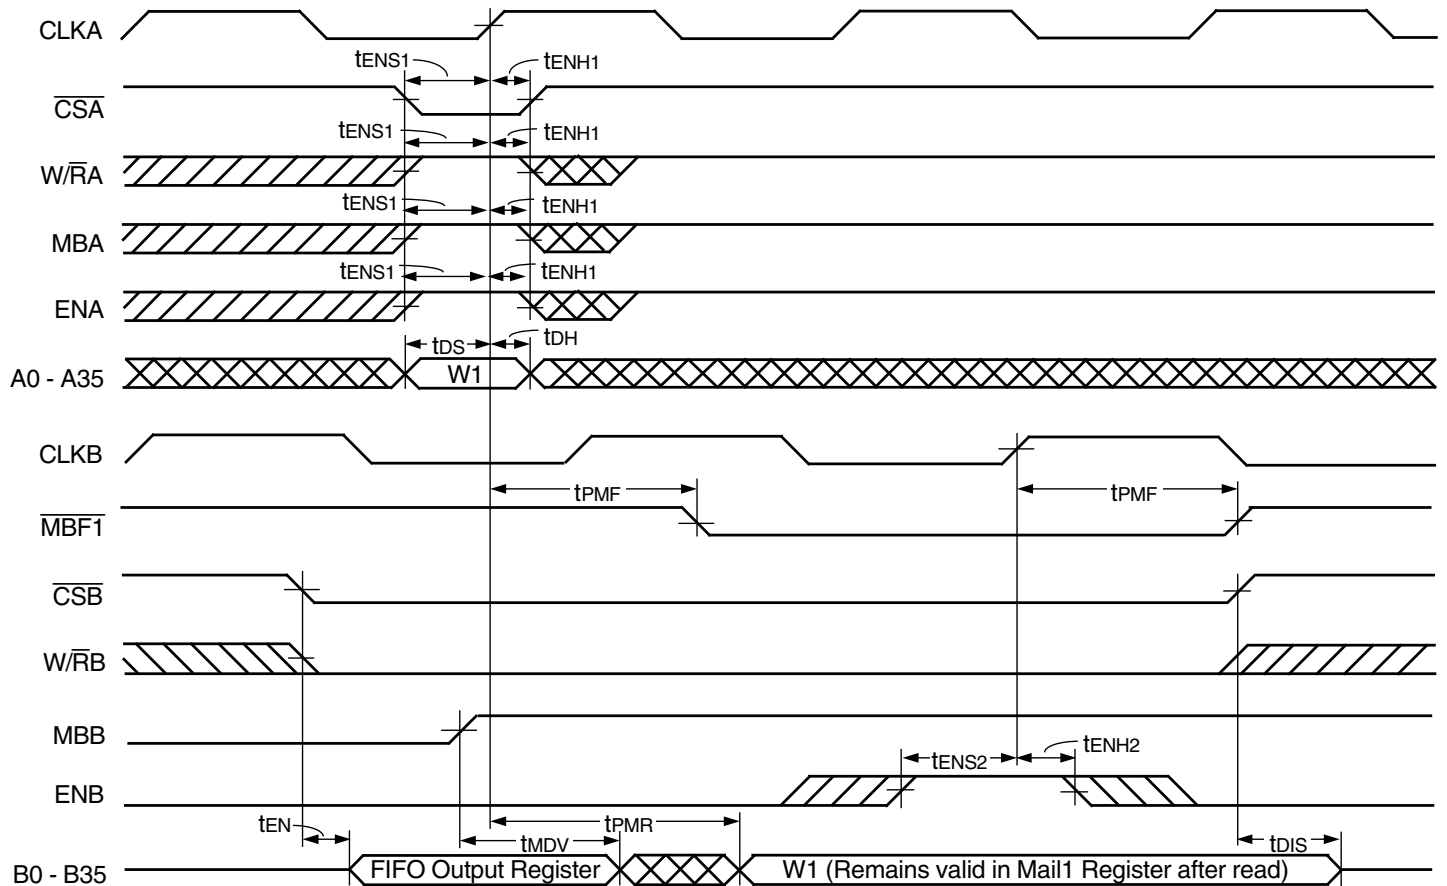 CLKA
tENS1 tENH1
CSA
tENS1 tENH1
W/RA
tENS1 tENH1
MBA
tENS1 tENH1
ENA
tDS tDH
A0 - A35 W1
CLKB
tPMF tPMF
MBF1
CSB
W/RB
MBB
tENS2 tENH2
ENB
tEN tPMR
tMDV tDIS
B0 - B35 FIFO Output Register W1 (Remains valid in Mail1 Register after read)